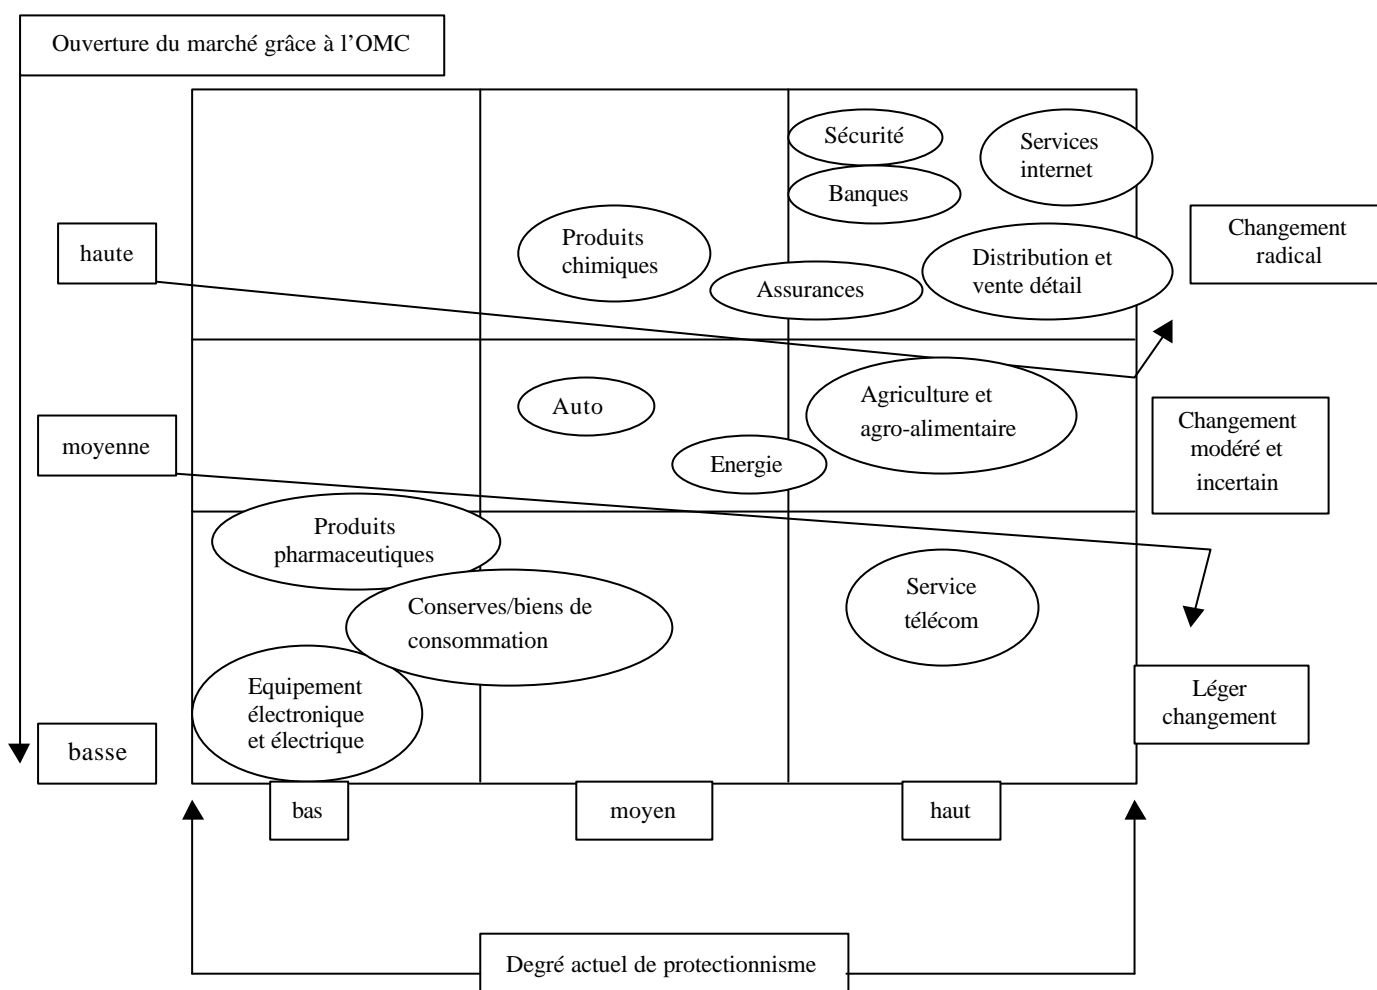 Ouverture du marché grâce à l'OMC
Sécurité
Services
internet
Banques
haute
Produits
chimiques
Assurances
Distribution et
vente détail
Changement
radical
moyenne
Auto
Energie
Agriculture et
agro-alimentaire
Changement
modéré et
incertain
Produits
pharmaceutiques
Conserves/biens de
consommation
Service
télécom
Equipement
électronique
et électrique
Léger
changement
basse
bas
moyen
haut
Degré actuel de protectionnisme